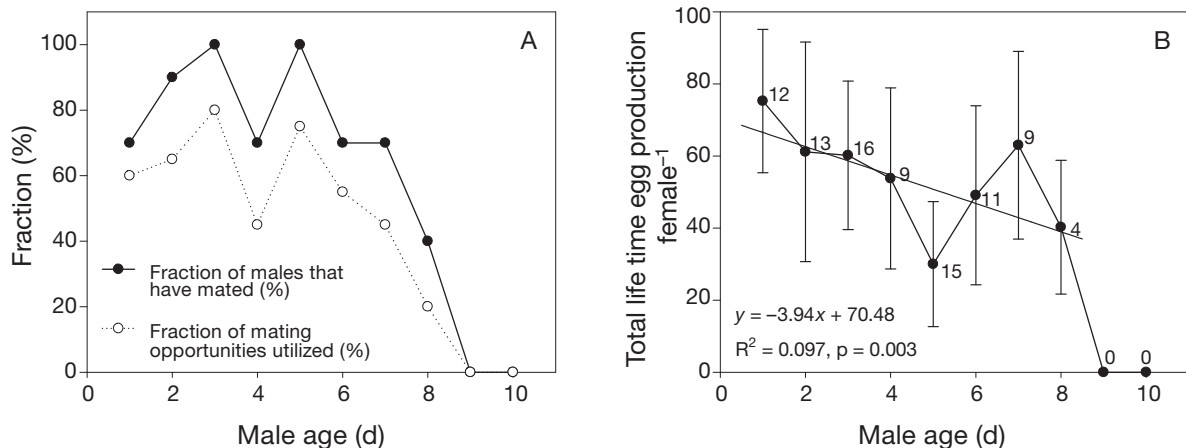 A
100
80
60
40
20
0
Fraction (%)
Fraction of males that
have mated (%)
Fraction of mating
opportunities utilized (%)
0 2 4 6 8 10
Male age (d)
B
100
80
60
40
20
0
Total life time egg production
female⁻¹
12
13
16
9
15
11
9
4
0
0
y = –3.94x + 70.48
R² = 0.097, p = 0.003
0 2 4 6 8 10
Male age (d)